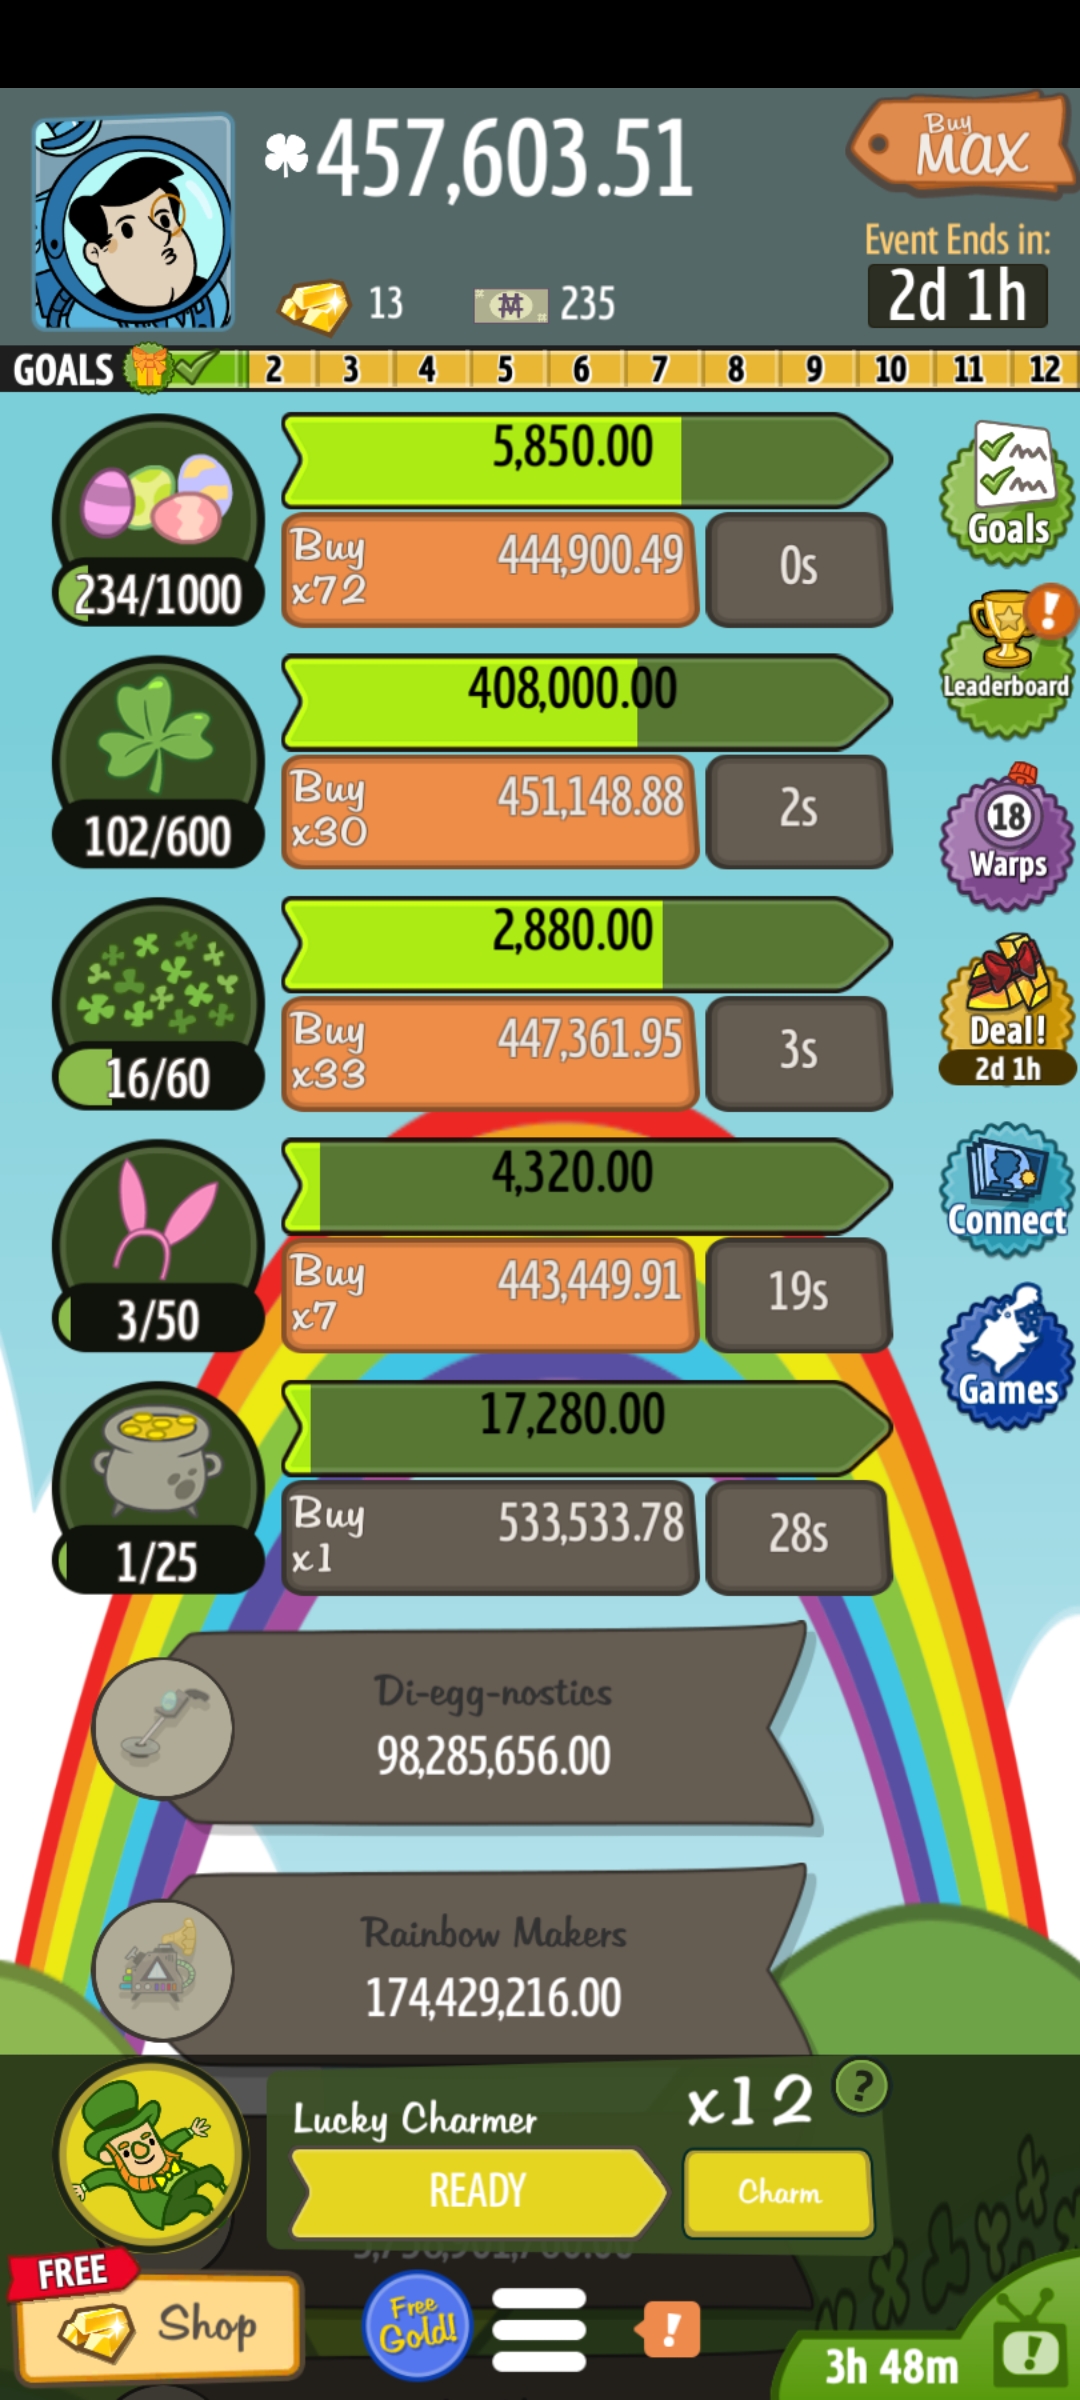 457,603.51
Buy
MAX
13
235
Event Ends in:
2d 1h
GOALS 2 3 4 5 6 7 8 9 10 11 12
5,850.00
234/1000
Buy
x72
444,900.49
0s
Goals
408,000.00
102/600
Buy
x30
451,148.88
2s
Leaderboard
18
Warps
2,880.00
16/60
Buy
x33
447,361.95
3s
Deal!
2d 1h
4,320.00
3/50
Buy
x7
443,449.91
19s
Connect
17,280.00
1/25
Buy
x1
533,533.78
28s
Games
Di-egg-nostics
98,285,656.00
Rainbow Makers
174,429,216.00
Lucky Charmer
x12
?
READY
Charm
FREE
Shop
Free
Gold!
!
3h 48m
!